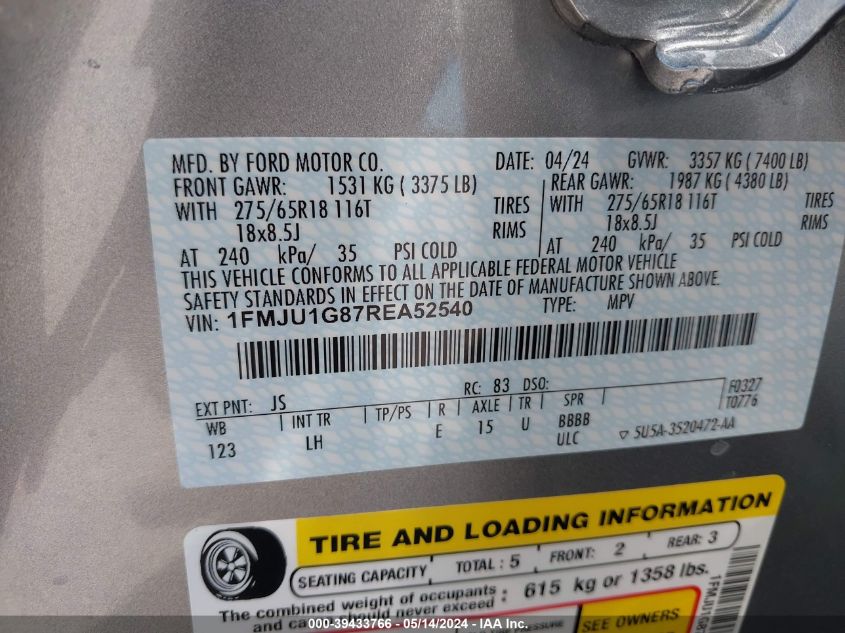 MFD. BY FORD MOTOR CO. DATE: 04/24 GVWR: 3357 KG ( 7400 LB)
FRONT GAWR: 1531 KG ( 3375 LB) REAR GAWR: 1987 KG ( 4380 LB)
WITH 275/65R18 116T TIRES WITH 275/65R18 116T TIRES
18x8.5J RIMS 18x8.5J RIMS
AT 240 kPa/ 35 PSI COLD AT 240 kPa/ 35 PSI COLD
THIS VEHICLE CONFORMS TO ALL APPLICABLE FEDERAL MOTOR VEHICLE
SAFETY STANDARDS IN EFFECT ON THE DATE OF MANUFACTURE SHOWN ABOVE.
VIN: 1FMJU1G87REA52540 TYPE: MPV
EXT PNT: JS RC: 83 DSO: F0327
WB INT TR TP/PS R AXLE TR SPR T0776
123 LH E 15 U BBBB
ULC 5U5A-3520472-AA
TIRE AND LOADING INFORMATION
SEATING CAPACITY TOTAL : 5 FRONT: 2 REAR: 3
The combined weight of occupants : 615 kg or 1358 lbs.
and cargo should never exceed :
SEE OWNERS
000-39433766 - 05/14/2024 - IAA Inc.